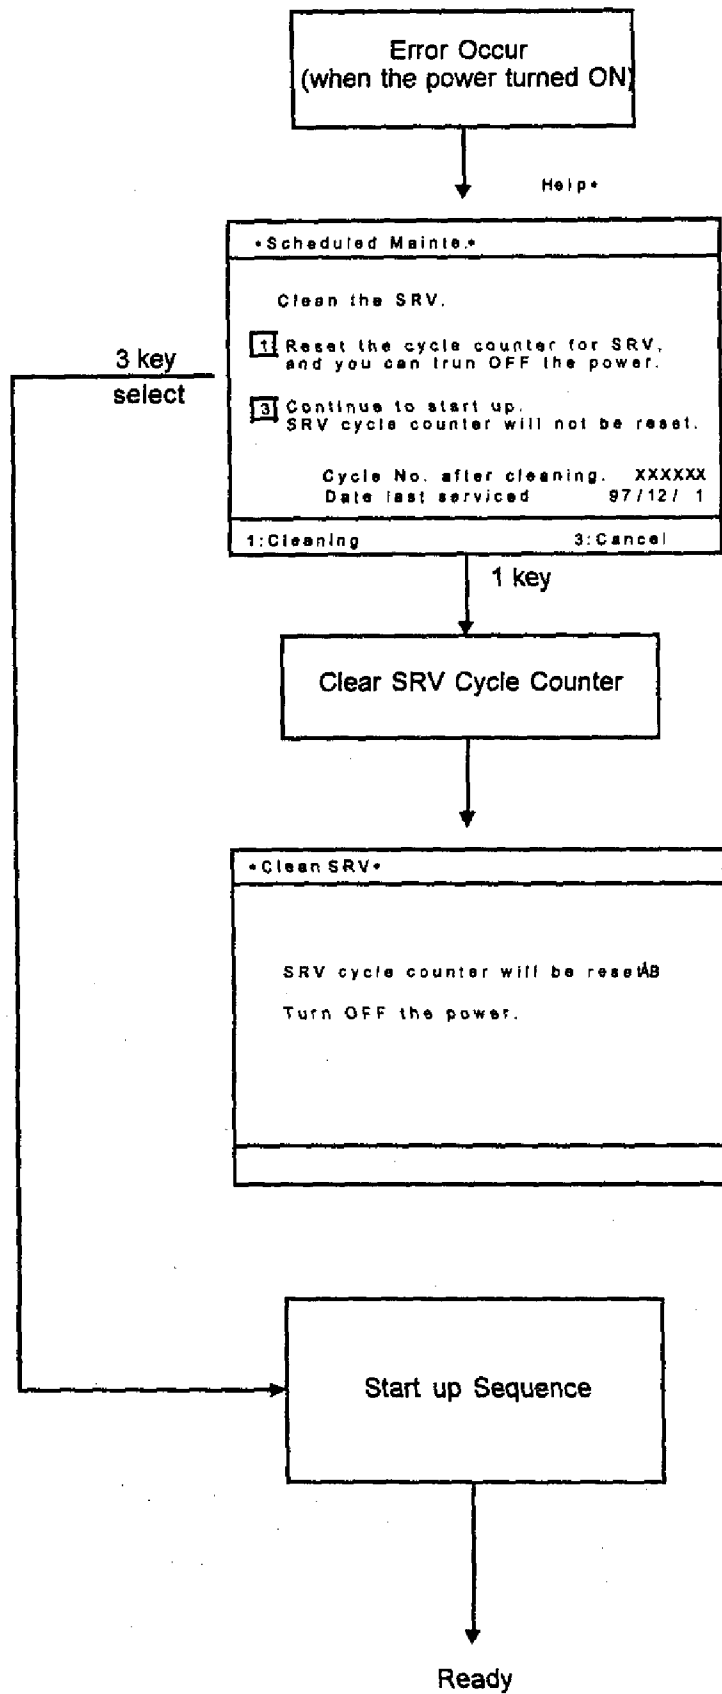 Error Occur
(when the power turned ON)
Help*
*Scheduled Mainte.*
Clean the SRV.
1 Reset the cycle counter for SRV,
and you can trun OFF the power.
3 key
select
3 Continue to start up.
SRV cycle counter will not be reset.
Cycle No. after cleaning. XXXXXX
Date last serviced 97/12/ 1
1:Cleaning 3:Cancel
1 key
Clear SRV Cycle Counter
*Clean SRV*
SRV cycle counter will be resetÅB
Turn OFF the power.
Start up Sequence
Ready